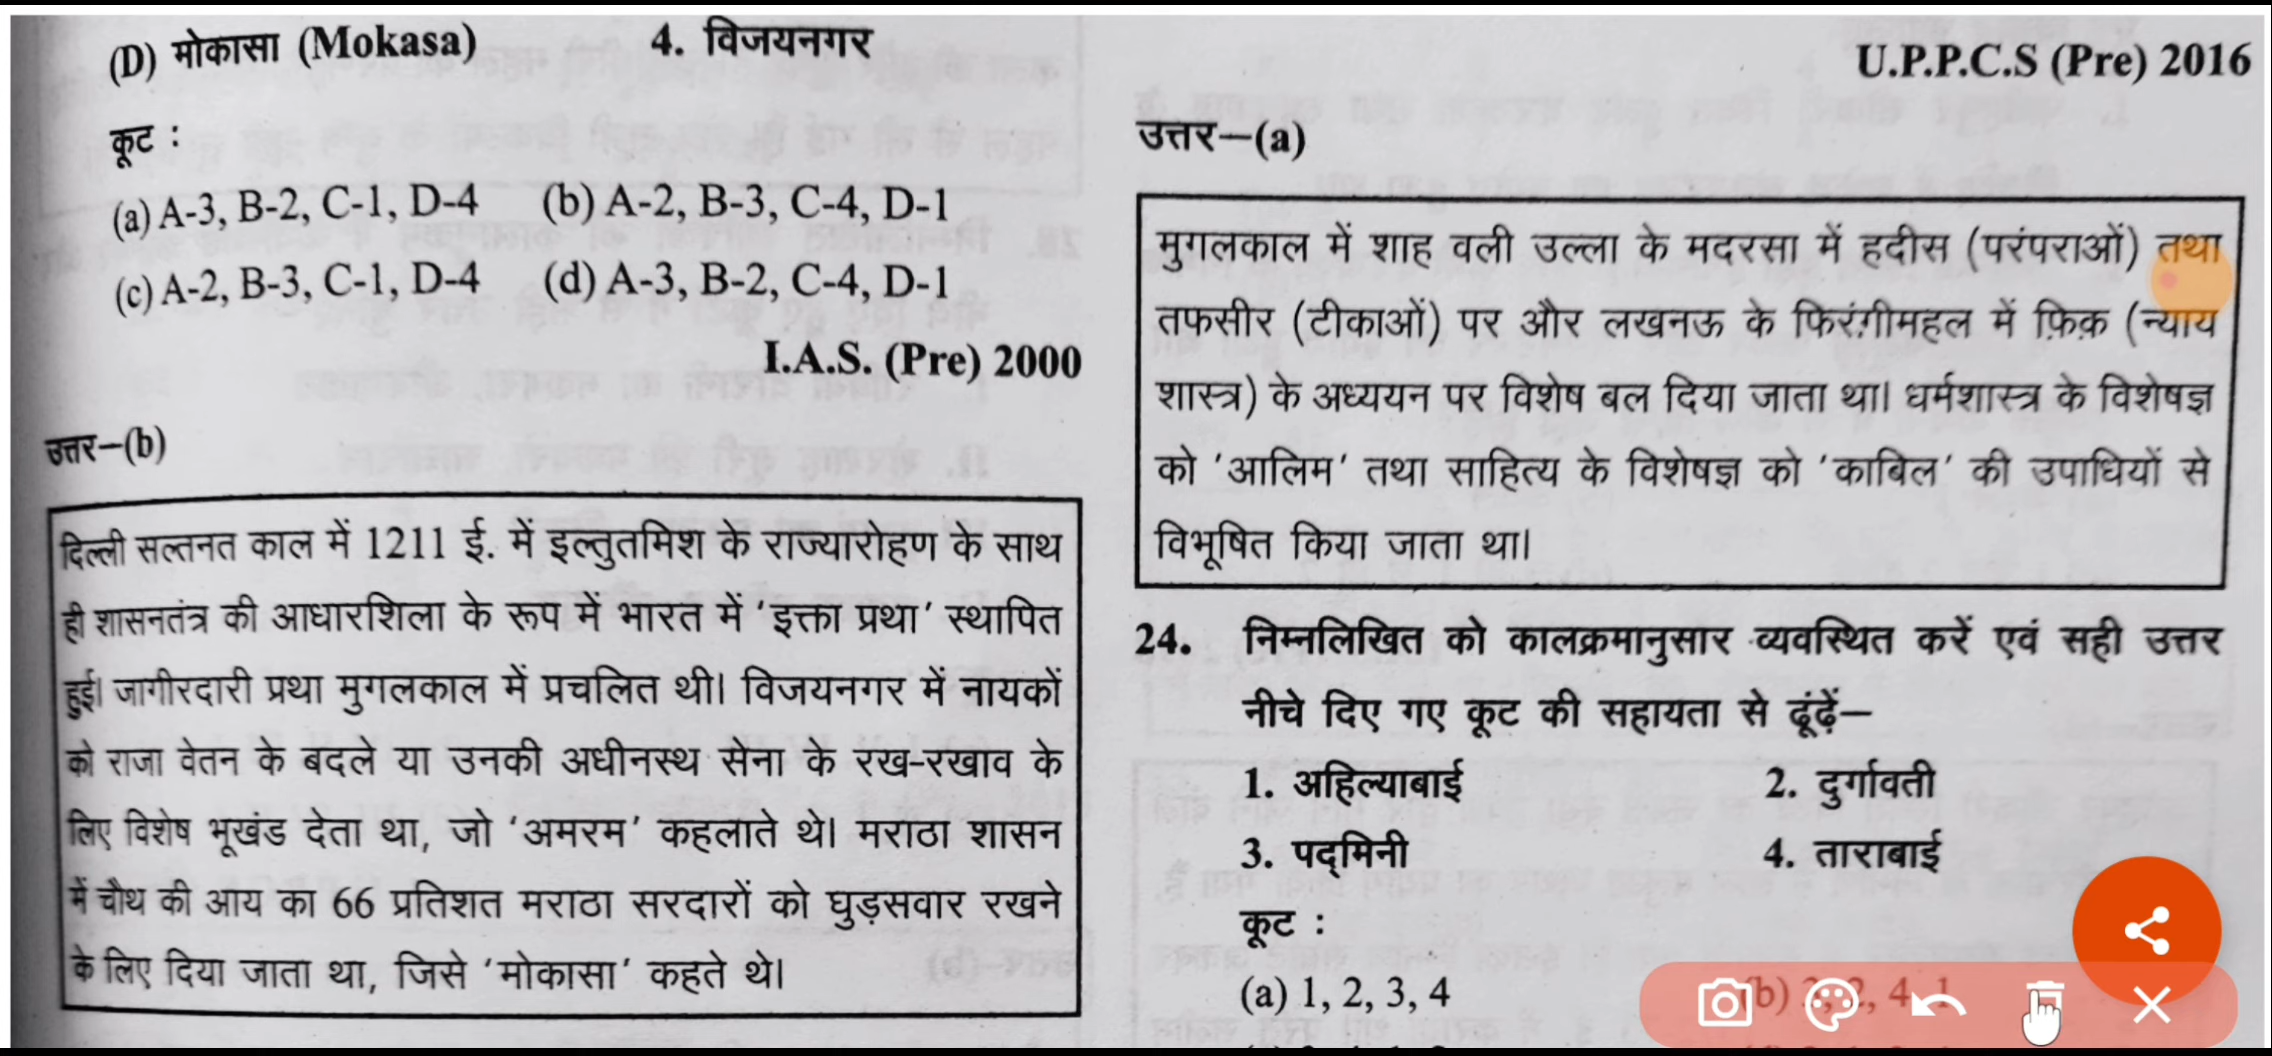 (D) मोकासा (Mokasa) 4. विजयनगर
कूट :
(a) A-3, B-2, C-1, D-4 (b) A-2, B-3, C-4, D-1
(c) A-2, B-3, C-1, D-4 (d) A-3, B-2, C-4, D-1
I.A.S. (Pre) 2000
उत्तर–(b)
दिल्ली सल्तनत काल में 1211 ई. में इल्तुतमिश के राज्यारोहण के साथ
ही शासनतंत्र की आधारशिला के रूप में भारत में 'इक्ता प्रथा' स्थापित
हुई। जागीरदारी प्रथा मुगलकाल में प्रचलित थी। विजयनगर में नायकों
को राजा वेतन के बदले या उनकी अधीनस्थ सेना के रख-रखाव के
लिए विशेष भूखंड देता था, जो 'अमरम' कहलाते थे। मराठा शासन
में चौथ की आय का 66 प्रतिशत मराठा सरदारों को घुड़सवार रखने
के लिए दिया जाता था, जिसे 'मोकासा' कहते थे।
U.P.P.C.S (Pre) 2016
उत्तर–(a)
मुगलकाल में शाह वली उल्ला के मदरसा में हदीस (परंपराओं) तथा
तफसीर (टीकाओं) पर और लखनऊ के फिरंगीमहल में फ़िक़ (न्याय
शास्त्र) के अध्ययन पर विशेष बल दिया जाता था। धर्मशास्त्र के विशेषज्ञ
को 'आलिम' तथा साहित्य के विशेषज्ञ को 'काबिल' की उपाधियों से
विभूषित किया जाता था।
24. निम्नलिखित को कालक्रमानुसार व्यवस्थित करें एवं सही उत्तर
नीचे दिए गए कूट की सहायता से ढूंढ़ें–
1. अहिल्याबाई 2. दुर्गावती
3. पद्मिनी 4. ताराबाई
कूट :
(a) 1, 2, 3, 4 (b) 3, 2, 4, 1